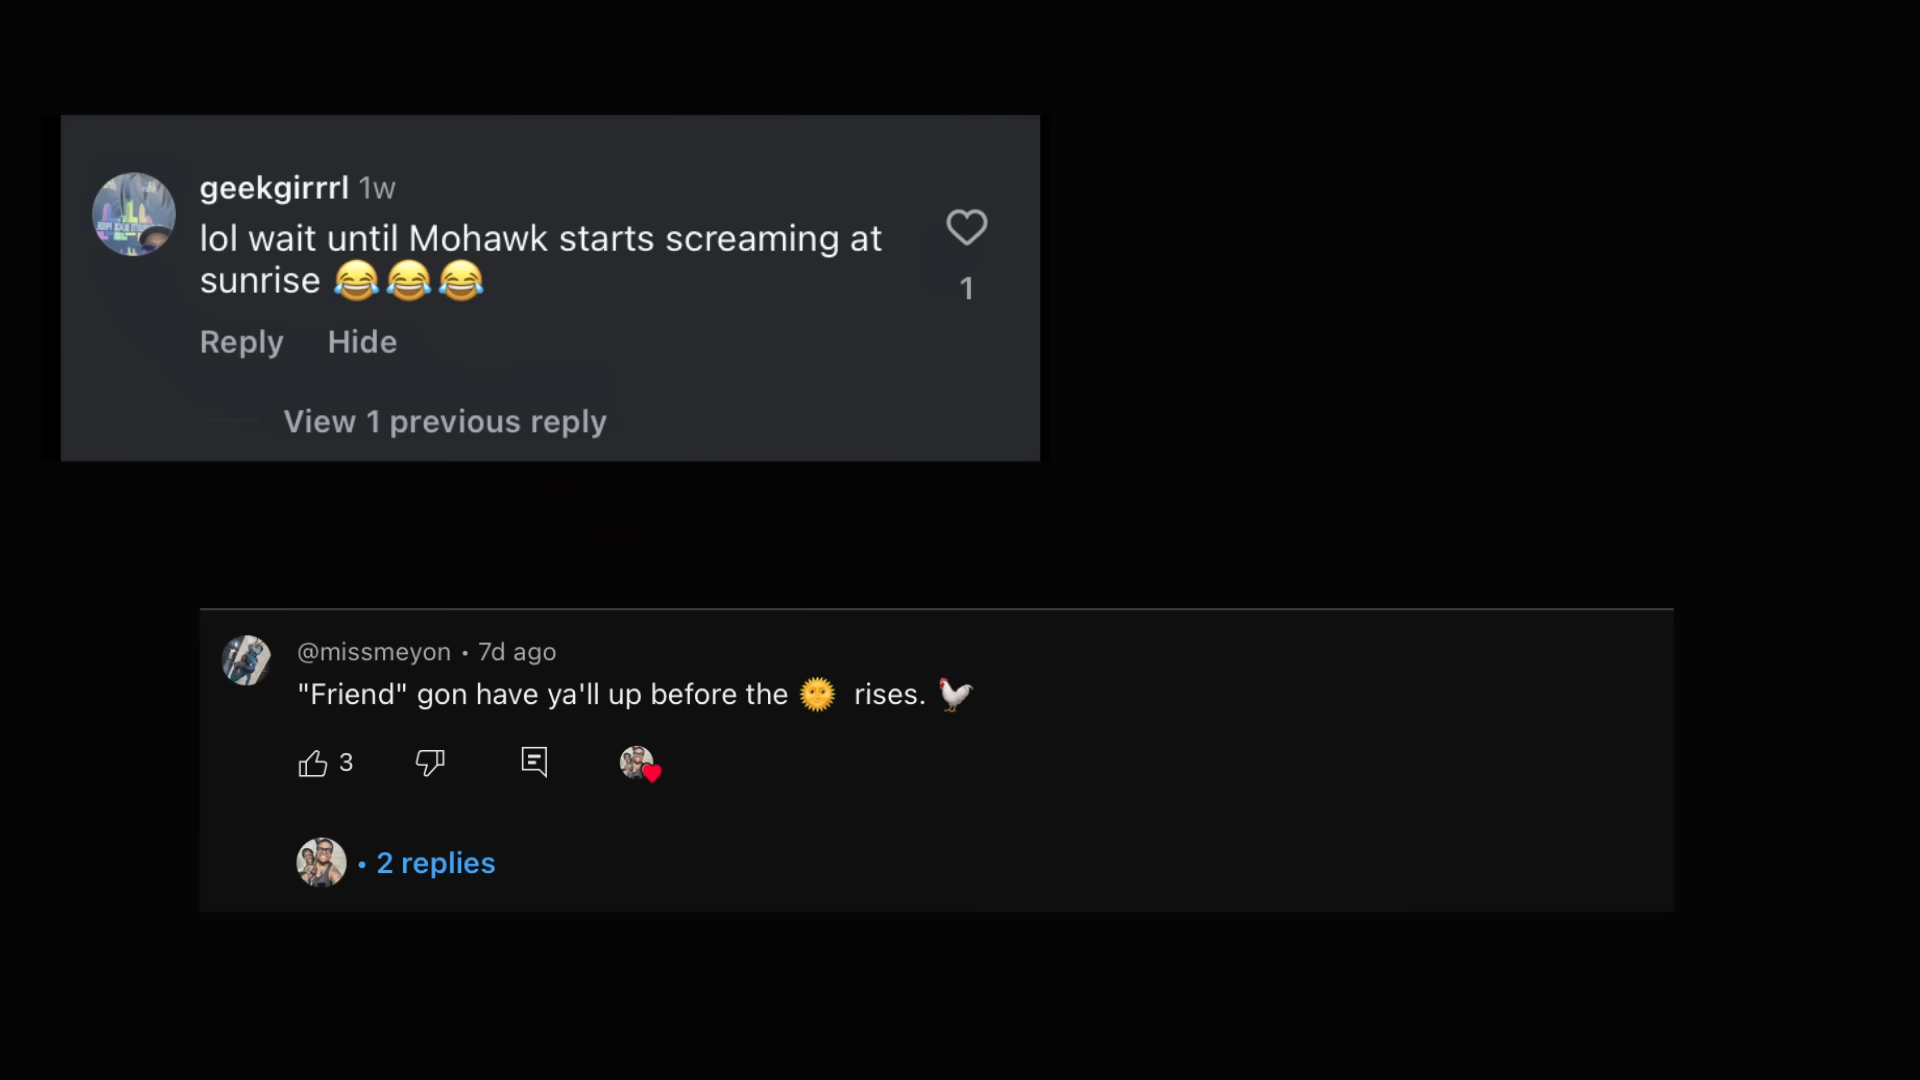 geekgirrrl 1w
lol wait until Mohawk starts screaming at
sunrise 😂😂😂
1
Reply Hide
View 1 previous reply
@missmeyon • 7d ago
"Friend" gon have ya'll up before the 🌞 rises. 🐓
3
• 2 replies